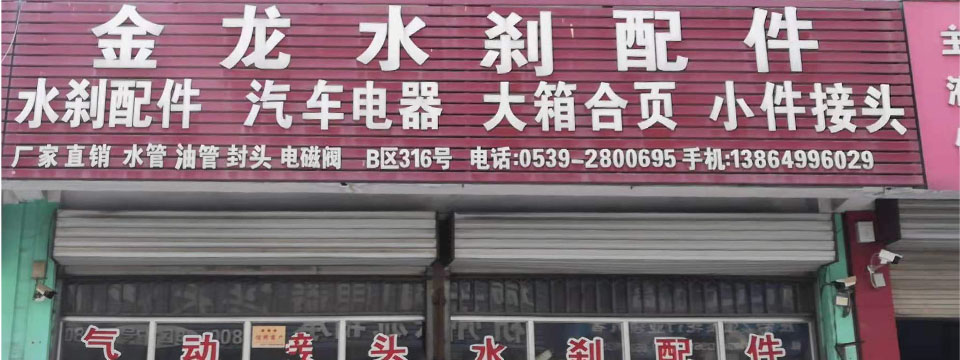 金龙水刹配件
水刹配件 汽车电器 大箱合页 小件接头
厂家直销 水管 油管 封头 电磁阀 B区316号 电话:0539-2800695 手机:13864996029
气动接头 水刹配件